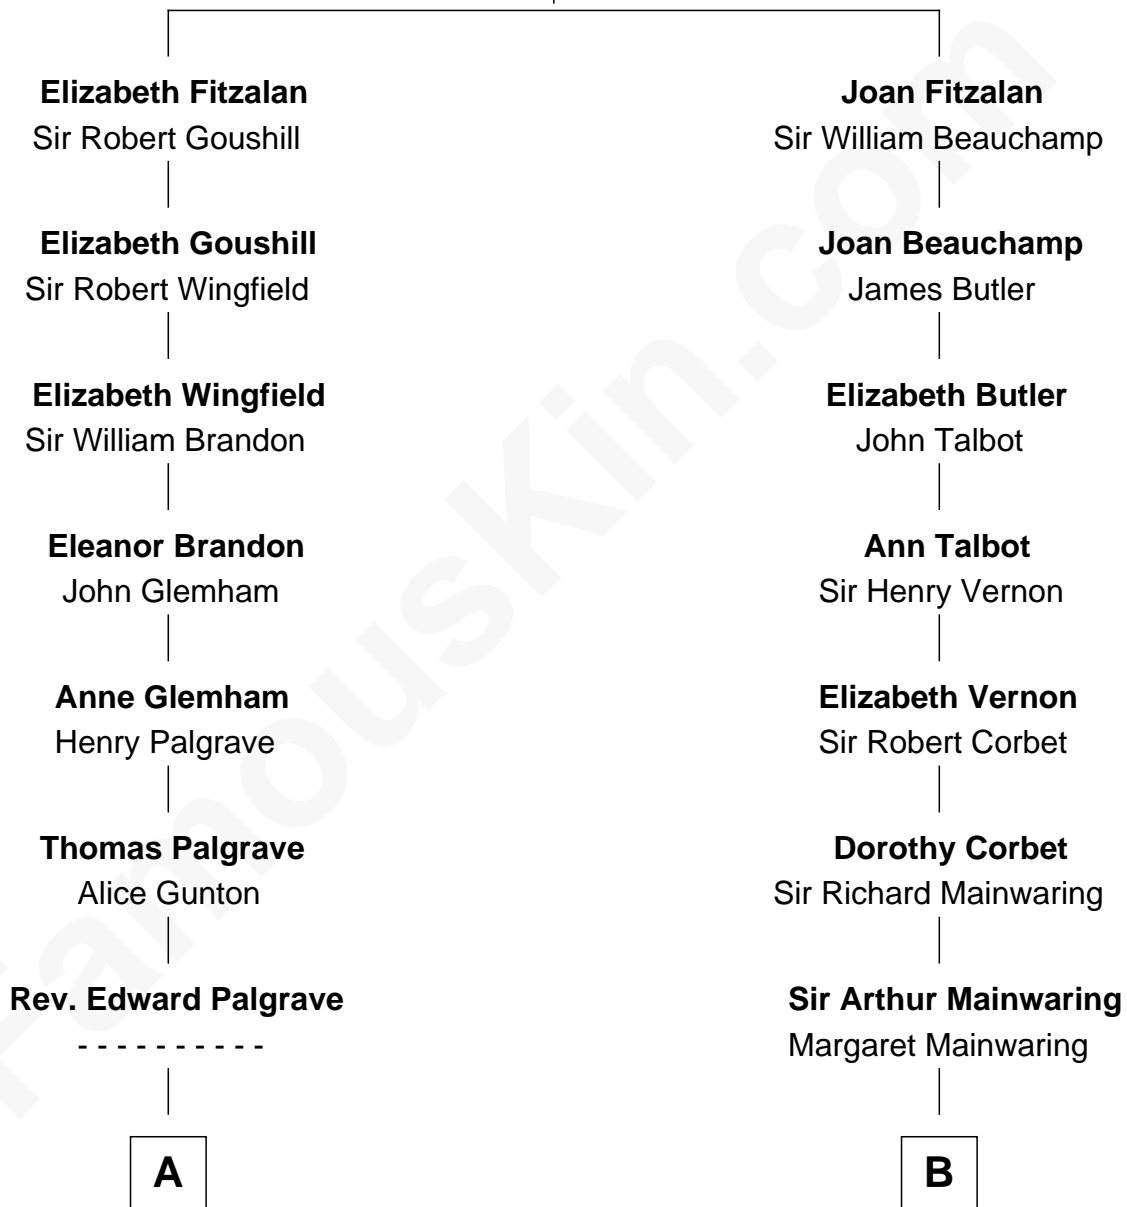 Elizabeth Fitzalan
Sir Robert Goushill
Elizabeth Goushill
Sir Robert Wingfield
Elizabeth Wingfield
Sir William Brandon
Eleanor Brandon
John Glemham
Anne Glemham
Henry Palgrave
Thomas Palgrave
Alice Gunton
Rev. Edward Palgrave
- - - - - - - - - -
A
Joan Fitzalan
Sir William Beauchamp
Joan Beauchamp
James Butler
Elizabeth Butler
John Talbot
Ann Talbot
Sir Henry Vernon
Elizabeth Vernon
Sir Robert Corbet
Dorothy Corbet
Sir Richard Mainwaring
Sir Arthur Mainwaring
Margaret Mainwaring
B
FamousKin.com